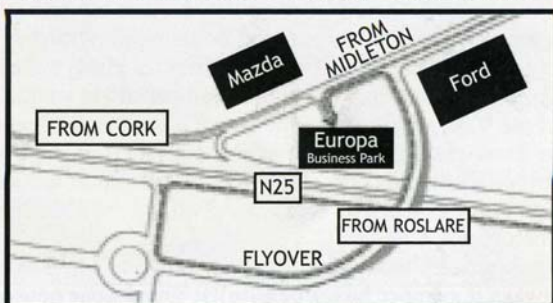 FROM
MIDLETON
Mazda
Ford
FROM CORK
Europa
Business Park
N25
FROM ROSLARE
FLYOVER